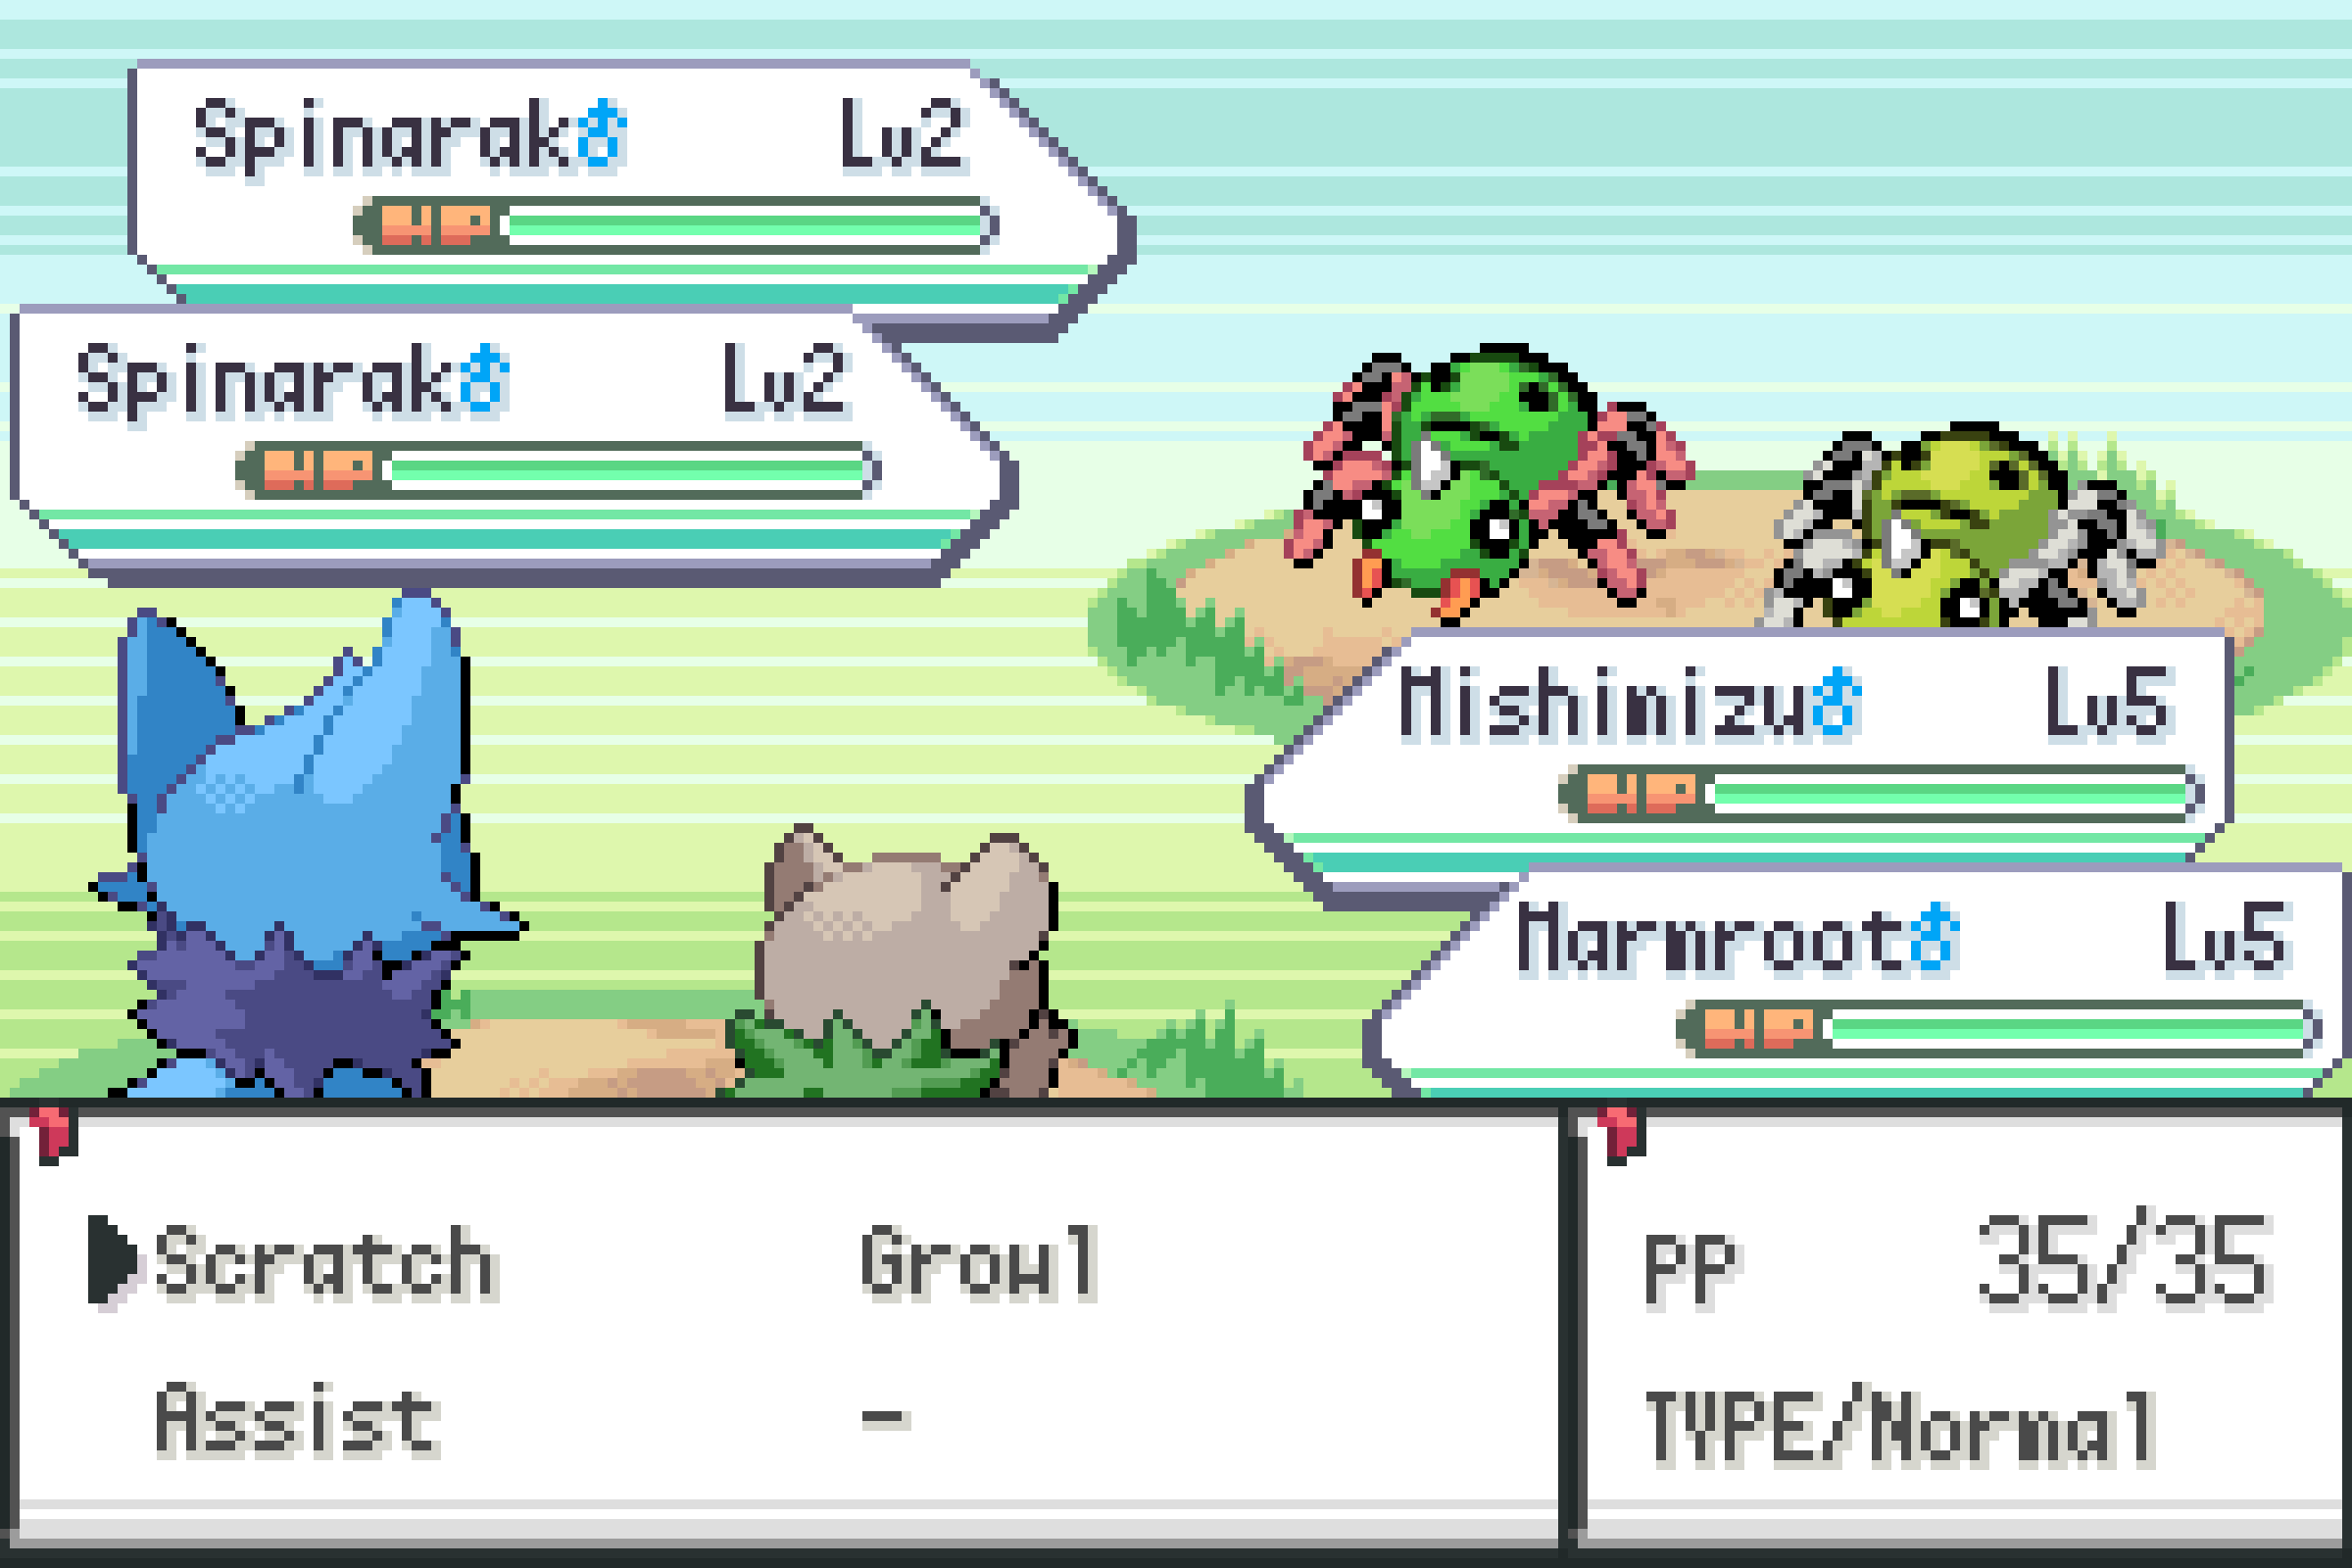 Spinarak♂ Lv2
HP
Spinarak♂ Lv2
HP
Mishimizu♂ Lv5
HP
Marmroot♂ Lv5
HP
Scratch Growl
Assist -
PP 35/35
TYPE/Normal